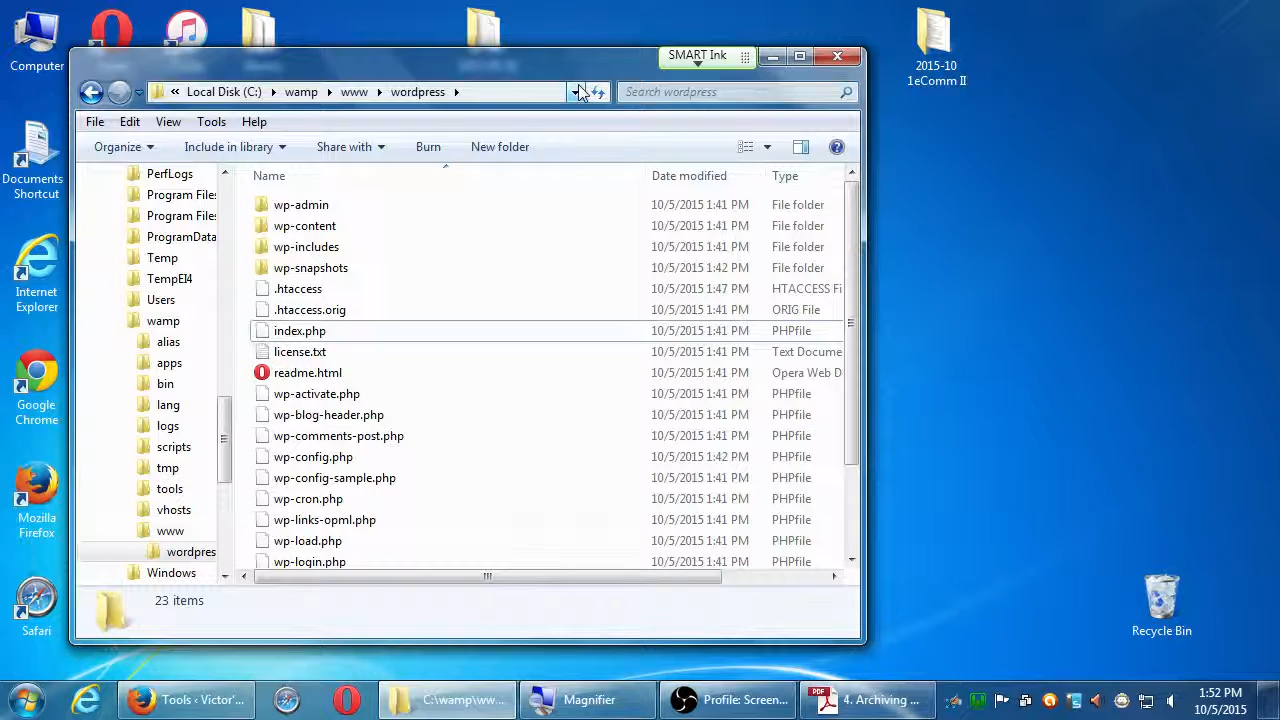 Computer
2015-10
1eComm II
SMART Ink
« Local Disk (C:) wamp www wordpress
Search wordpress
File Edit View Tools Help
Organize Include in library Share with Burn New folder
Documents
Shortcut
Internet
Explorer
Google
Chrome
Mozilla
Firefox
Safari
PerfLogs
Program File
Program File
ProgramData
Temp
TempEI4
Users
wamp
alias
apps
bin
lang
logs
scripts
tmp
tools
vhosts
www
wordpres
Windows
Name Date modified Type
wp-admin 10/5/2015 1:41 PM File folder
wp-content 10/5/2015 1:41 PM File folder
wp-includes 10/5/2015 1:41 PM File folder
wp-snapshots 10/5/2015 1:42 PM File folder
.htaccess 10/5/2015 1:47 PM HTACCESS Fi
.htaccess.orig 10/5/2015 1:41 PM ORIG File
index.php 10/5/2015 1:41 PM PHPfile
license.txt 10/5/2015 1:41 PM Text Docume
readme.html 10/5/2015 1:41 PM Opera Web D
wp-activate.php 10/5/2015 1:41 PM PHPfile
wp-blog-header.php 10/5/2015 1:41 PM PHPfile
wp-comments-post.php 10/5/2015 1:41 PM PHPfile
wp-config.php 10/5/2015 1:42 PM PHPfile
wp-config-sample.php 10/5/2015 1:41 PM PHPfile
wp-cron.php 10/5/2015 1:41 PM PHPfile
wp-links-opml.php 10/5/2015 1:41 PM PHPfile
wp-load.php 10/5/2015 1:41 PM PHPfile
wp-login.php 10/5/2015 1:41 PM PHPfile
23 items
Recycle Bin
Tools ‹ Victor'...
C:\wamp\ww...
Magnifier
Profile: Screen...
PDF
4. Archiving ...
1:52 PM
10/5/2015